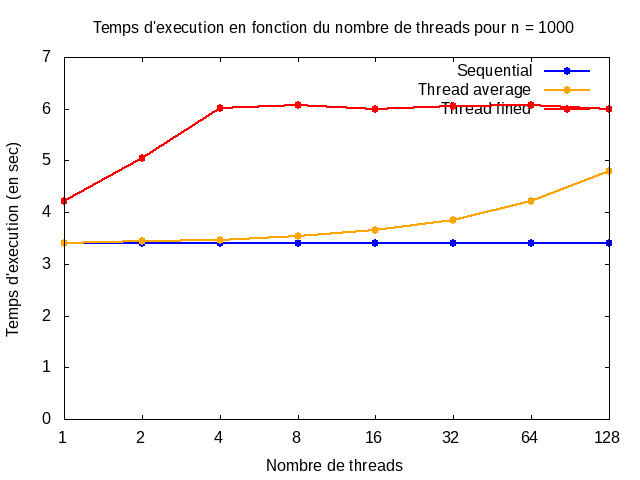 Temps d'execution en fonction du nombre de threads pour n = 1000
7
6
5
4
3
2
1
0
Temps d'execution (en sec)
Sequential
Thread average
Thread fined
1 2 4 8 16 32 64 128
Nombre de threads